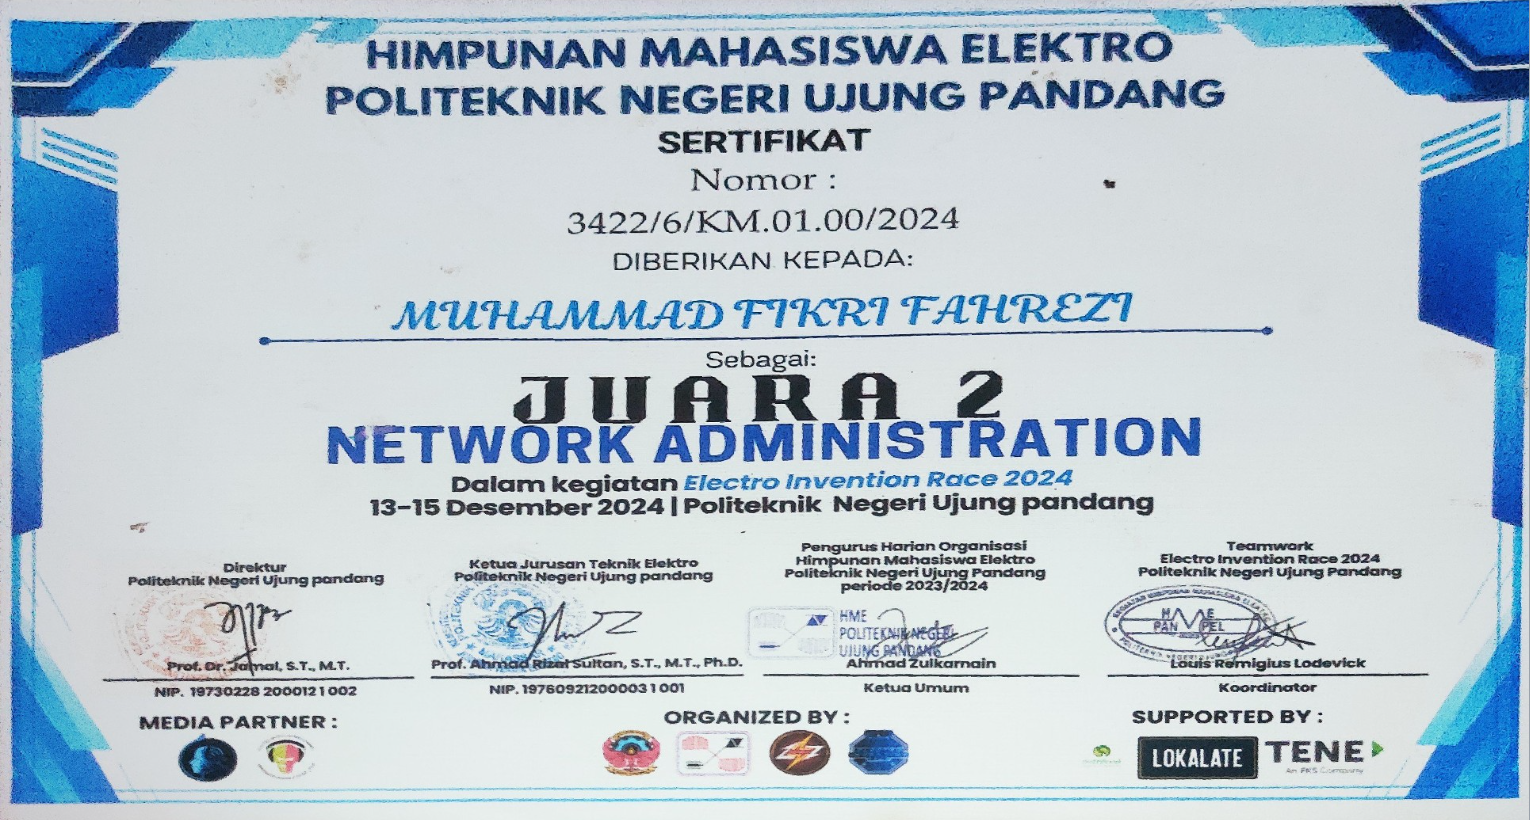 HIMPUNAN MAHASISWA ELEKTRO
POLITEKNIK NEGERI UJUNG PANDANG
SERTIFIKAT
Nomor :
3422/6/KM.01.00/2024
DIBERIKAN KEPADA:
MUHAMMAD FIKRI FAHREZI
Sebagai:
JUARA 2
NETWORK ADMINISTRATION
Dalam kegiatan Electro Invention Race 2024
13-15 Desember 2024 | Politeknik Negeri Ujung pandang
Direktur
Politeknik Negeri Ujung pandang
Prof. Dr. Jamal, S.T., M.T.
NIP. 19730228 2000121 002
Ketua Jurusan Teknik Elektro
Politeknik Negeri Ujung pandang
Prof. Ahmad Rizal Sultan, S.T., M.T., Ph.D.
NIP. 197609212000031001
Pengurus Harian Organisasi
Himpunan Mahasiswa Elektro
Politeknik Negeri Ujung Pandang
periode 2023/2024
HME
POLITEKNIK NEGERI
UJUNG PANDANG
Ahmad Zulkarnain
Ketua Umum
Teamwork
Electro Invention Race 2024
Politeknik Negeri Ujung Pandang
HME
PANPEL
Louis Remigius Lodevick
Koordinator
MEDIA PARTNER :
ORGANIZED BY :
SUPPORTED BY :
LOKALATE
TENE
An PKS Company